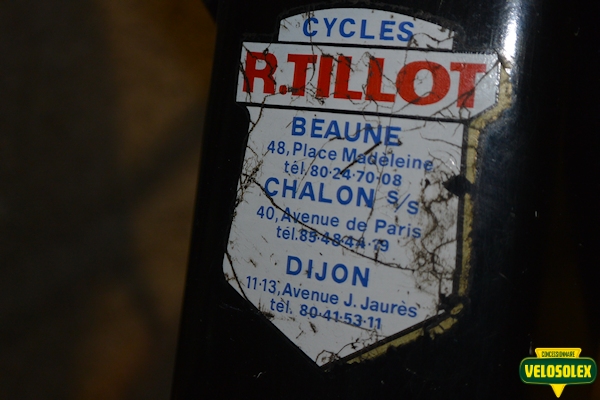 CYCLES
R.TILLOT
BEAUNE
48, Place Madeleine
tél 80·24·70·08
CHALON S/S
40, Avenue de Paris
tél. 85·48·44·79
DIJON
11·13, Avenue J. Jaurès
tél. 80·41·53·11
CONCESSIONNAIRE
VELOSOLEX